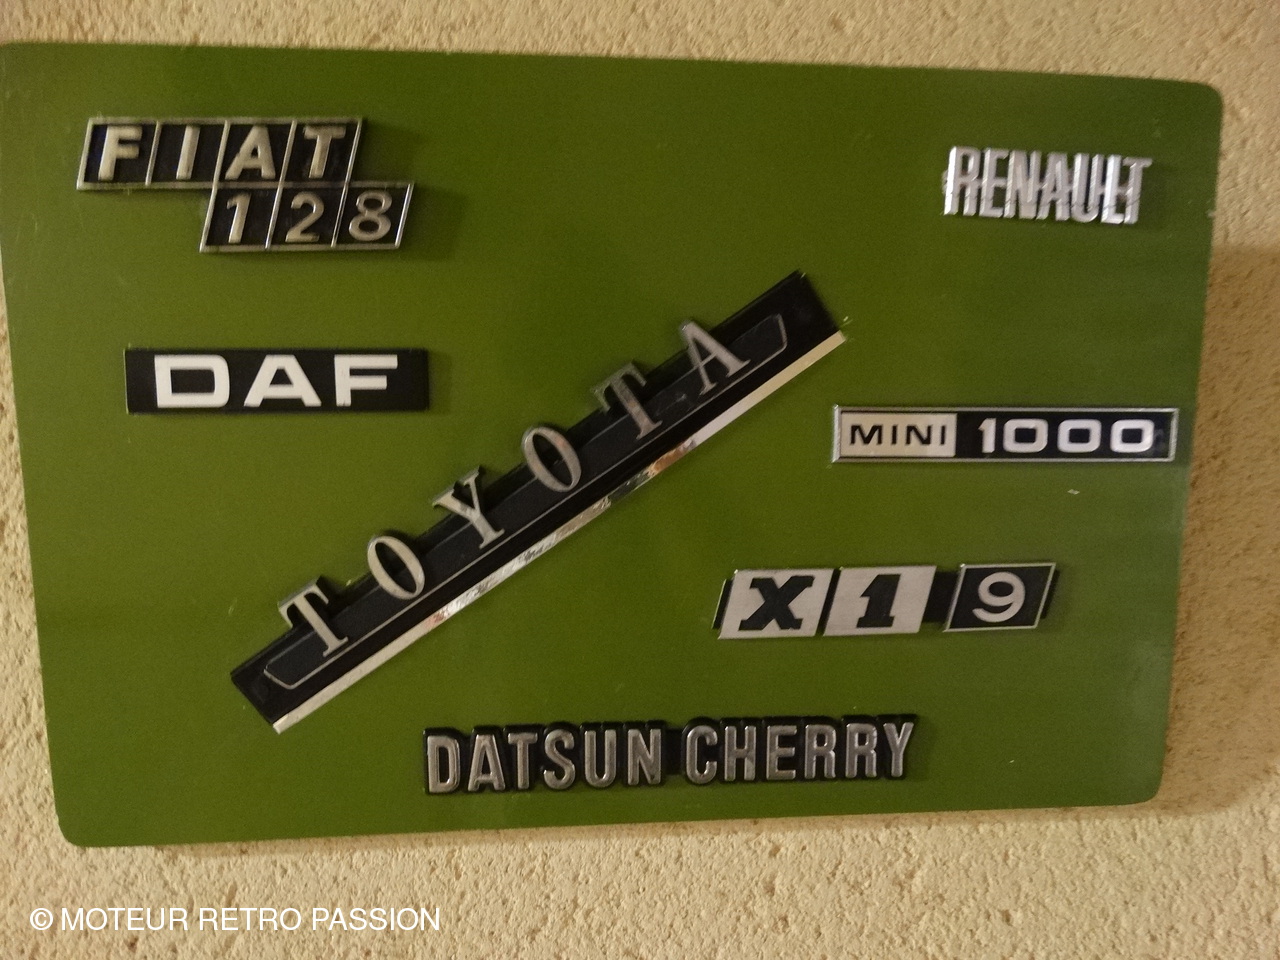 FIAT
128
RENAULT
DAF
TOYOTA
MINI 1000
X19
DATSUN CHERRY
© MOTEUR RETRO PASSION